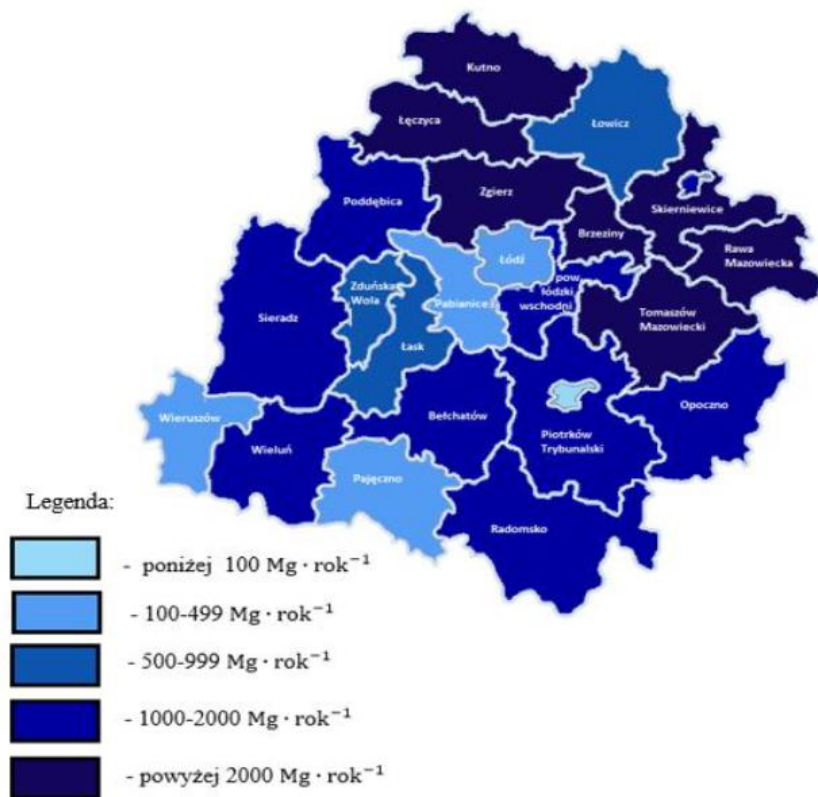 Kutno
Łęczyca
Łowicz
Zgierz
Poddębica
Skierniewice
Brzeziny
Łódź
Rawa
Mazowiecka
pow.
łódzki
wschodni
Zduńska
Wola
Pabianice
Tomaszów
Mazowiecki
Sieradz
Łask
Opoczno
Bełchatów
Wieruszów
Piotrków
Trybunalski
Wieluń
Pajęczno
Radomsko
Legenda:
- poniżej 100 Mg · rok⁻¹
- 100-499 Mg · rok⁻¹
- 500-999 Mg · rok⁻¹
- 1000-2000 Mg · rok⁻¹
- powyżej 2000 Mg · rok⁻¹